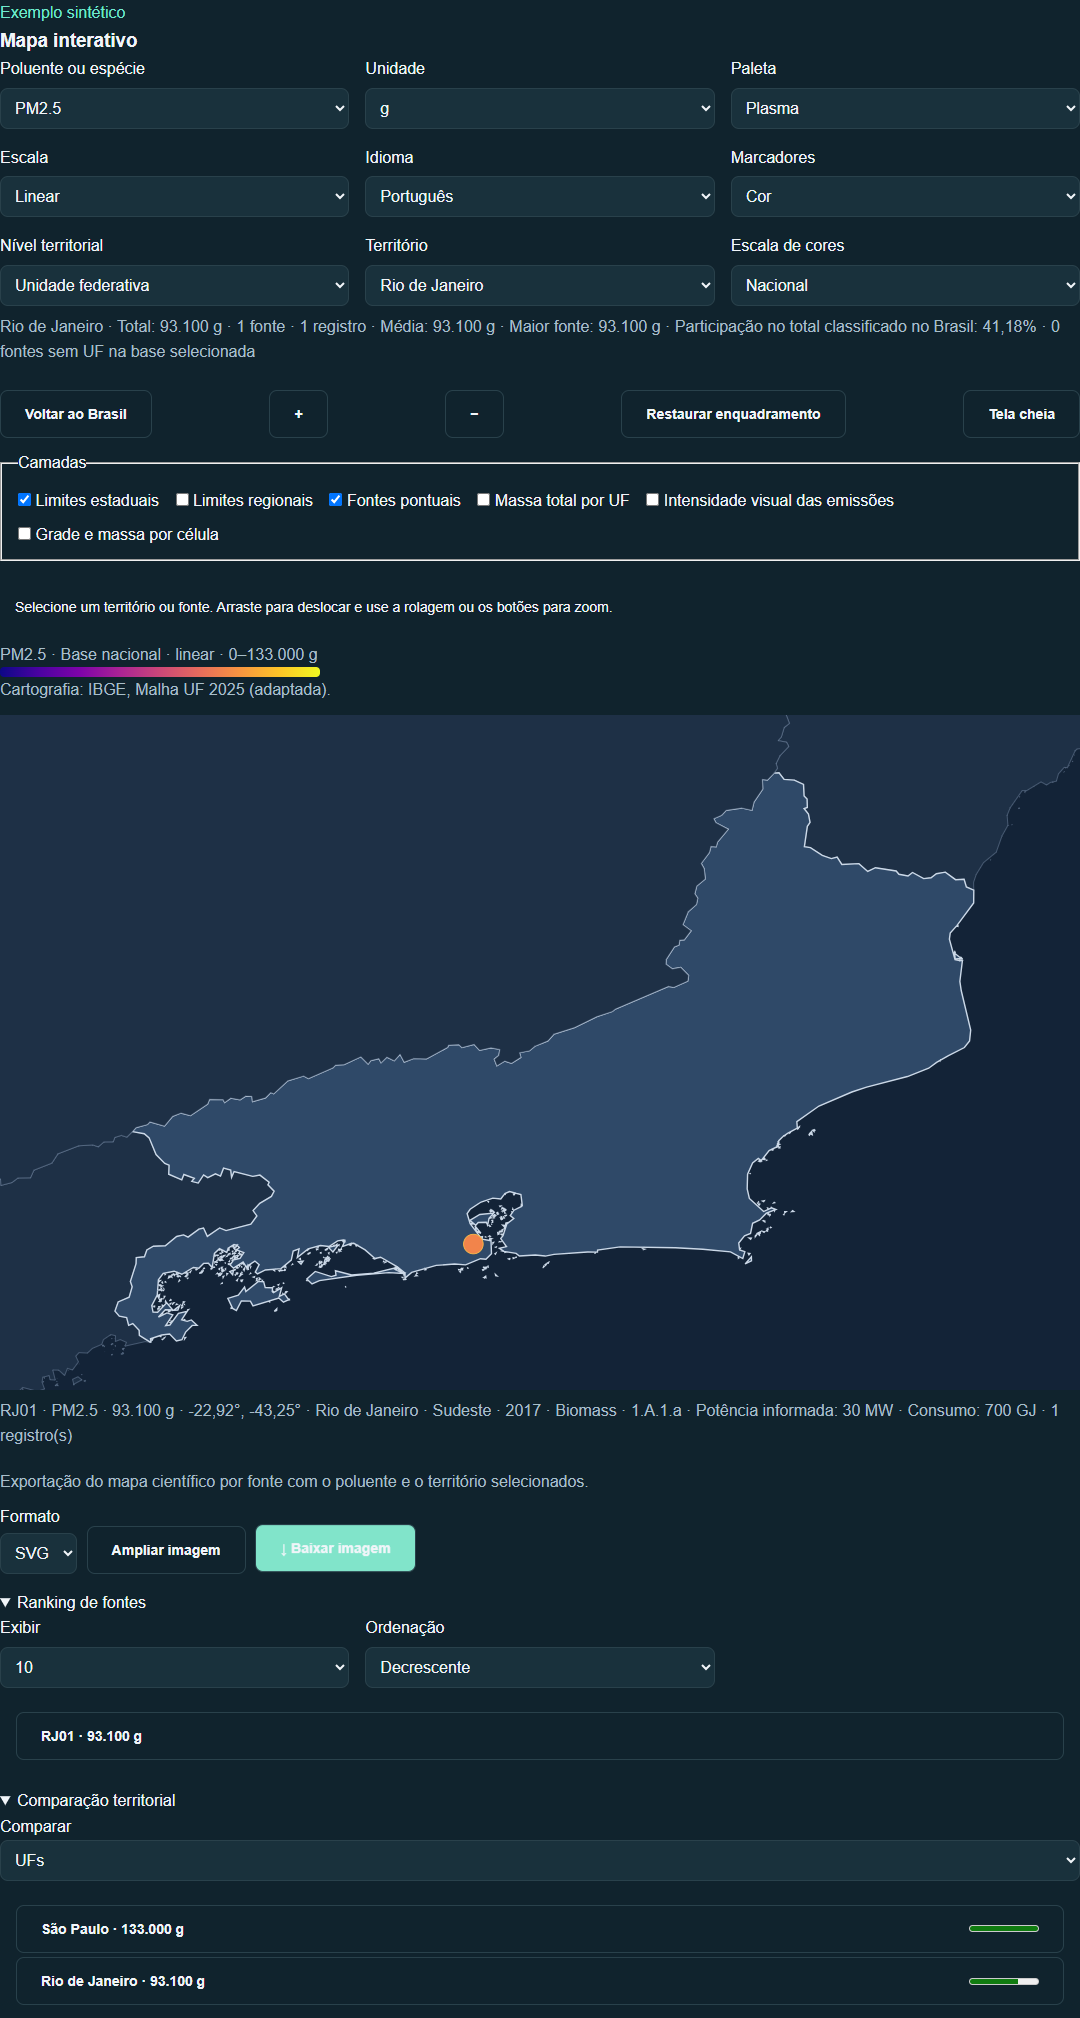 Exemplo sintético
Mapa interativo
Poluente ou espécie
Unidade
Paleta
PM2.5
g
Plasma
Escala
Idioma
Marcadores
Linear
Português
Cor
Nível territorial
Território
Escala de cores
Unidade federativa
Rio de Janeiro
Nacional
Rio de Janeiro · Total: 93.100 g · 1 fonte · 1 registro · Média: 93.100 g · Maior fonte: 93.100 g · Participação no total classificado no Brasil: 41,18% · 0
fontes sem UF na base selecionada
Voltar ao Brasil
+
−
Restaurar enquadramento
Tela cheia
Camadas
Limites estaduais
Limites regionais
Fontes pontuais
Massa total por UF
Intensidade visual das emissões
Grade e massa por célula
Selecione um território ou fonte. Arraste para deslocar e use a rolagem ou os botões para zoom.
PM2.5 · Base nacional · linear · 0–133.000 g
Cartografia: IBGE, Malha UF 2025 (adaptada).
RJ01 · PM2.5 · 93.100 g · -22,92°, -43,25° · Rio de Janeiro · Sudeste · 2017 · Biomass · 1.A.1.a · Potência informada: 30 MW · Consumo: 700 GJ · 1
registro(s)
Exportação do mapa científico por fonte com o poluente e o território selecionados.
Formato
SVG
Ampliar imagem
↓ Baixar imagem
▼ Ranking de fontes
Exibir
Ordenação
10
Decrescente
RJ01 · 93.100 g
▼ Comparação territorial
Comparar
UFs
São Paulo · 133.000 g
Rio de Janeiro · 93.100 g